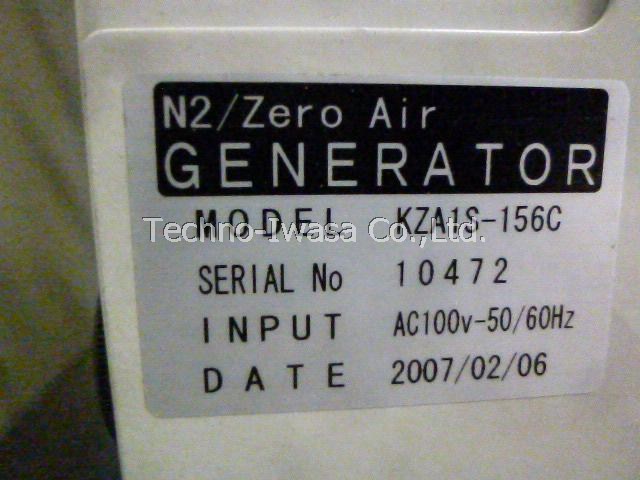 N2/Zero Air
GENERATOR
MODEL KZA1S-156C
Techno-Iwasa Co.,Ltd.
SERIAL No 10472
INPUT AC100v-50/60Hz
DATE 2007/02/06